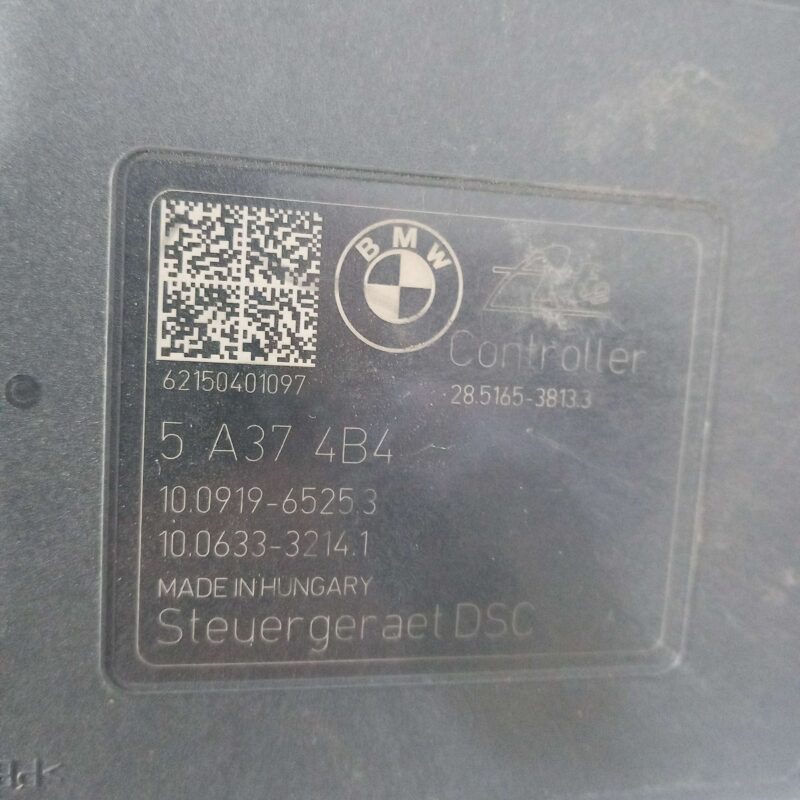 BMW
Controller
62150401097
28.5165-3813.3
5 A37 4B4
10.0919-6525.3
10.0633-3214.1
MADE IN HUNGARY
Steuergeraet DSC
A